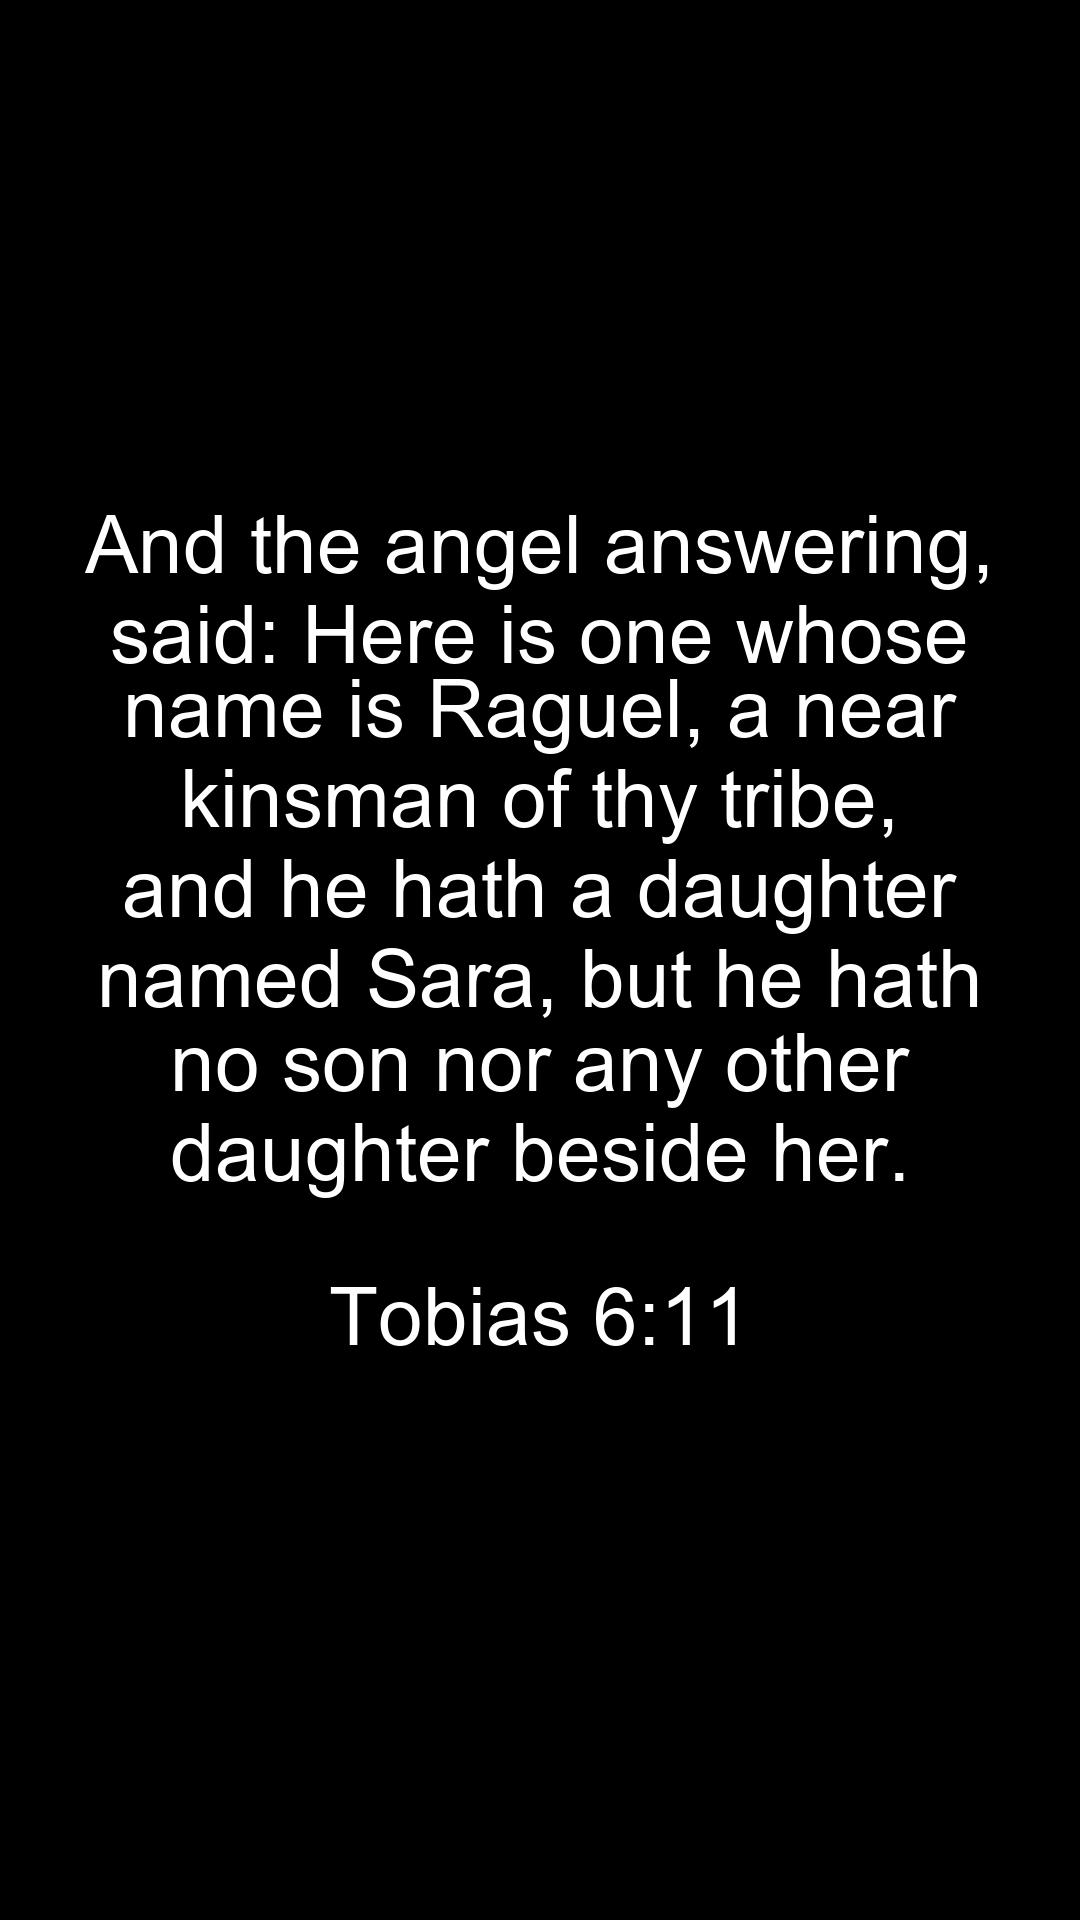 And the angel answering,
said: Here is one whose
name is Raguel, a near
kinsman of thy tribe,
and he hath a daughter
named Sara, but he hath
no son nor any other
daughter beside her.
Tobias 6:11